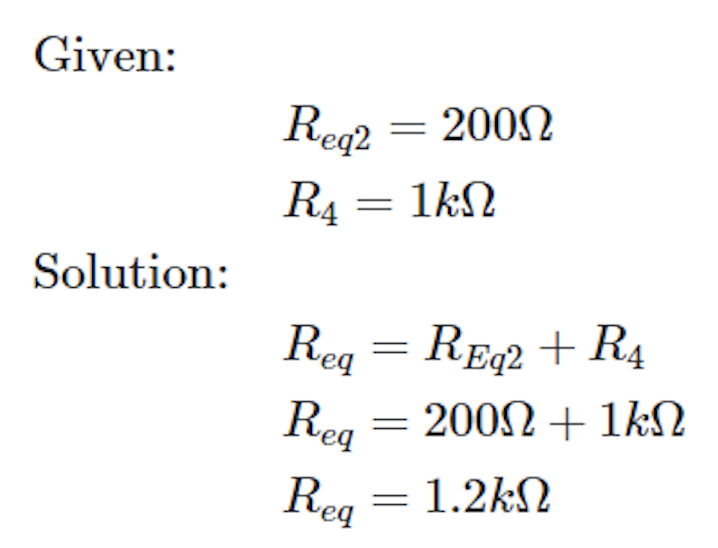 Given:
R_{eq2} = 200Ω
R_4 = 1kΩ
Solution:
R_{eq} = R_{Eq2} + R_4
R_{eq} = 200Ω + 1kΩ
R_{eq} = 1.2kΩ